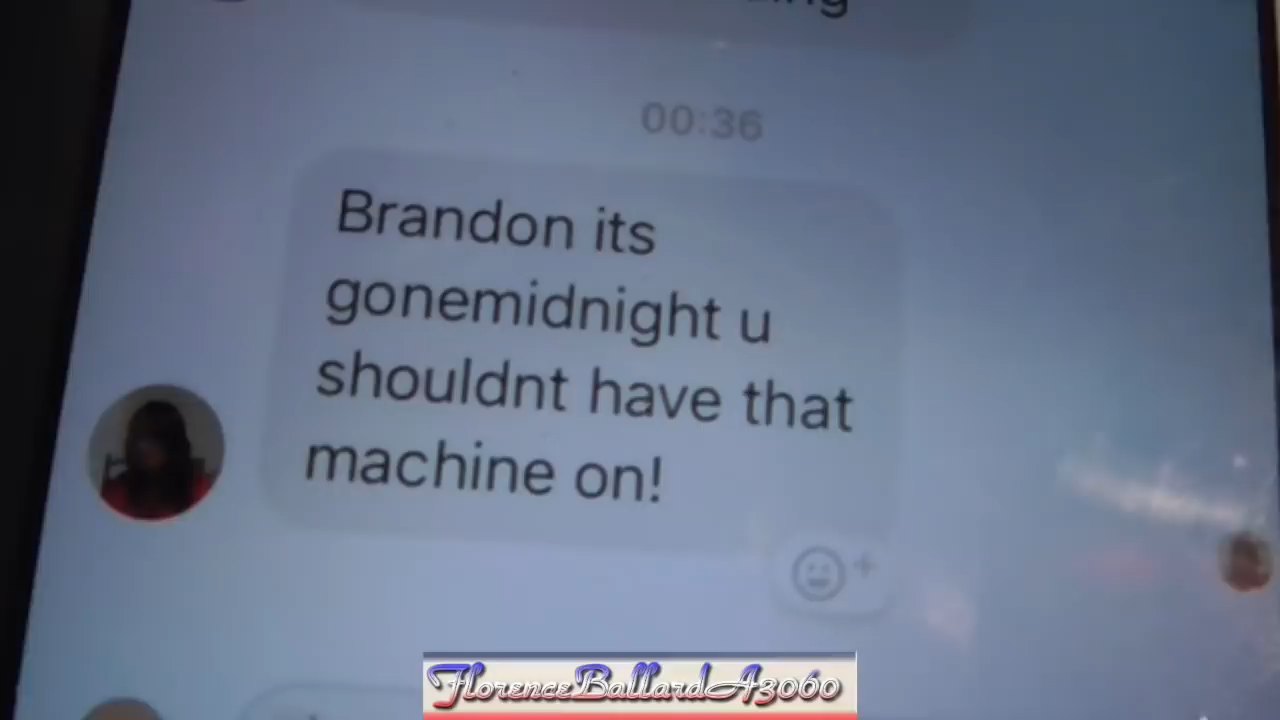 00:36
Brandon its
gonemidnight u
shouldnt have that
machine on!
FlorenceBallardA3060